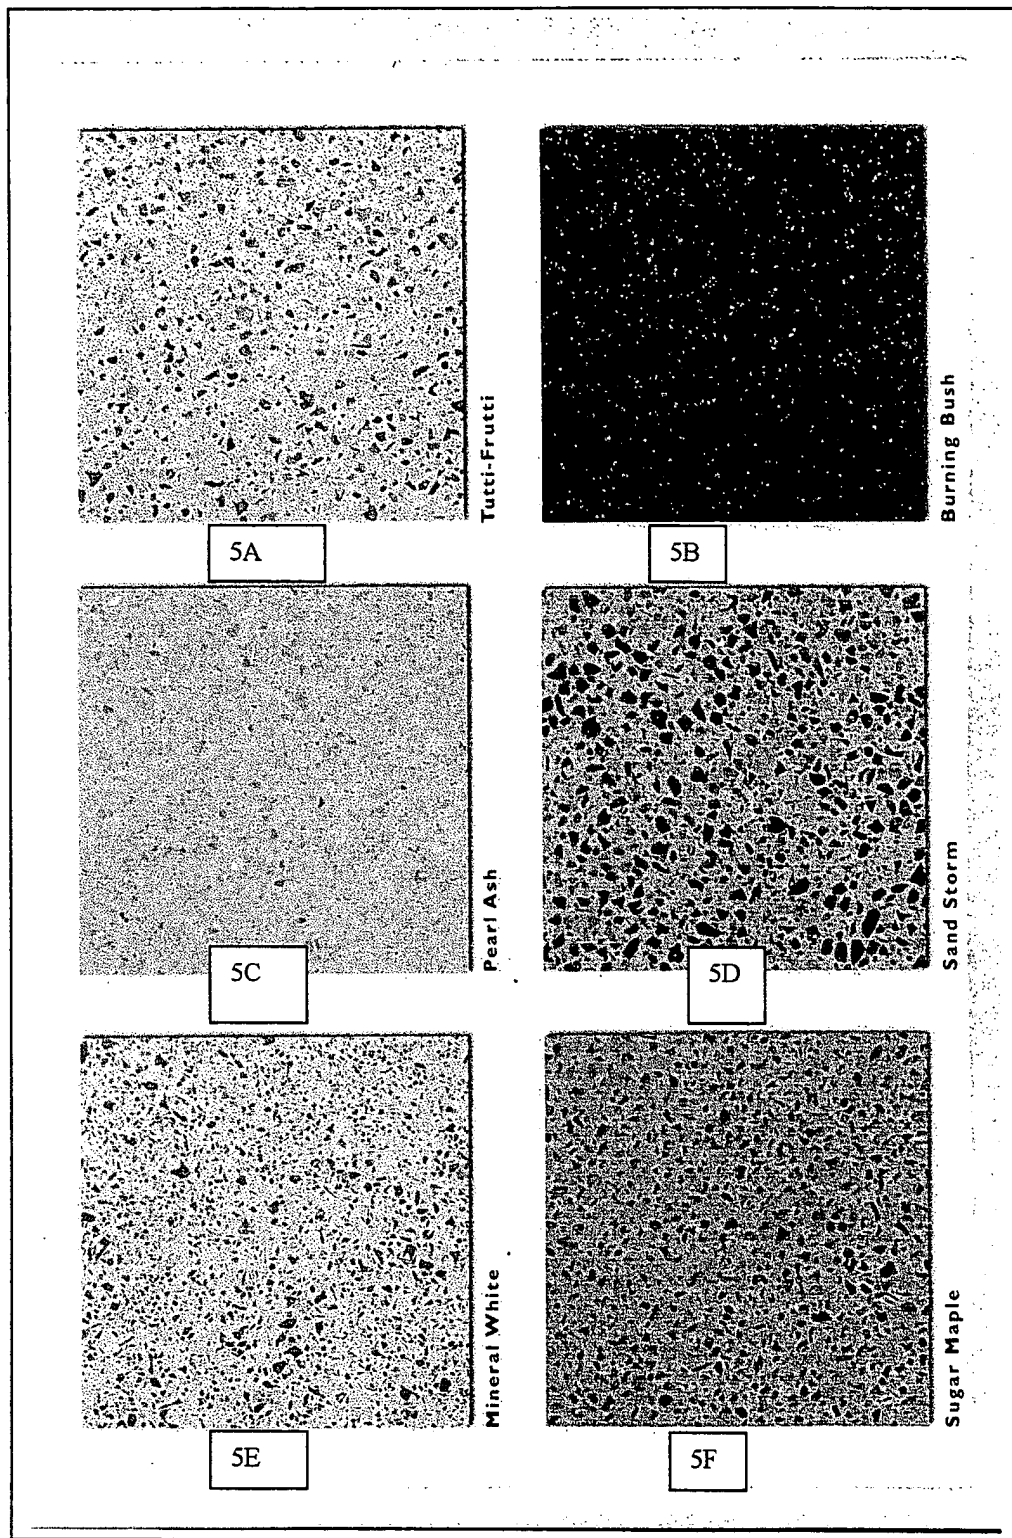 Tutti-Frutti
Burning Bush
5A
5B
Pearl Ash
Sand Storm
5C
5D
Mineral White
Sugar Maple
5E
5F